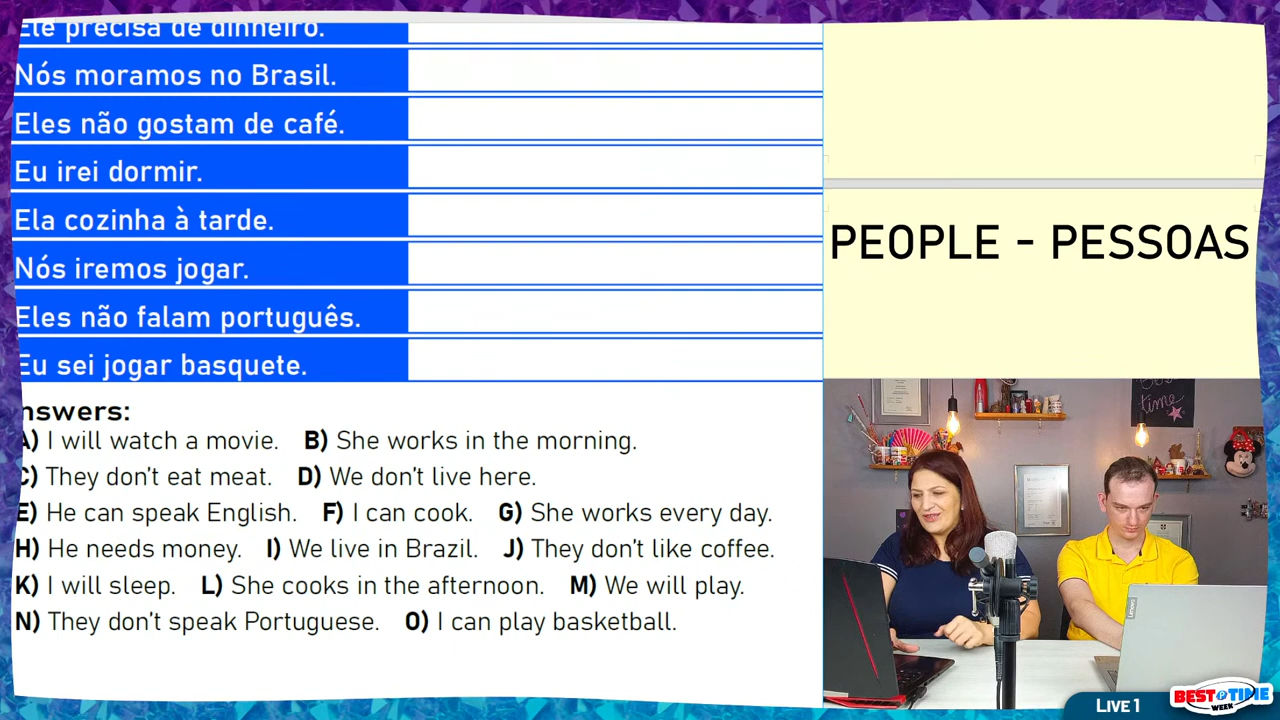 Ele precisa de dinheiro.
Nós moramos no Brasil.
Eles não gostam de café.
Eu irei dormir.
Ela cozinha à tarde.
Nós iremos jogar.
Eles não falam português.
Eu sei jogar basquete.
nswers:
A) I will watch a movie. B) She works in the morning.
C) They don't eat meat. D) We don't live here.
E) He can speak English. F) I can cook. G) She works every day.
H) He needs money. I) We live in Brazil. J) They don't like coffee.
K) I will sleep. L) She cooks in the afternoon. M) We will play.
N) They don't speak Portuguese. O) I can play basketball.
PEOPLE - PESSOAS
Best
time
Lenovo
LIVE 1
BEST TIME
WEEK